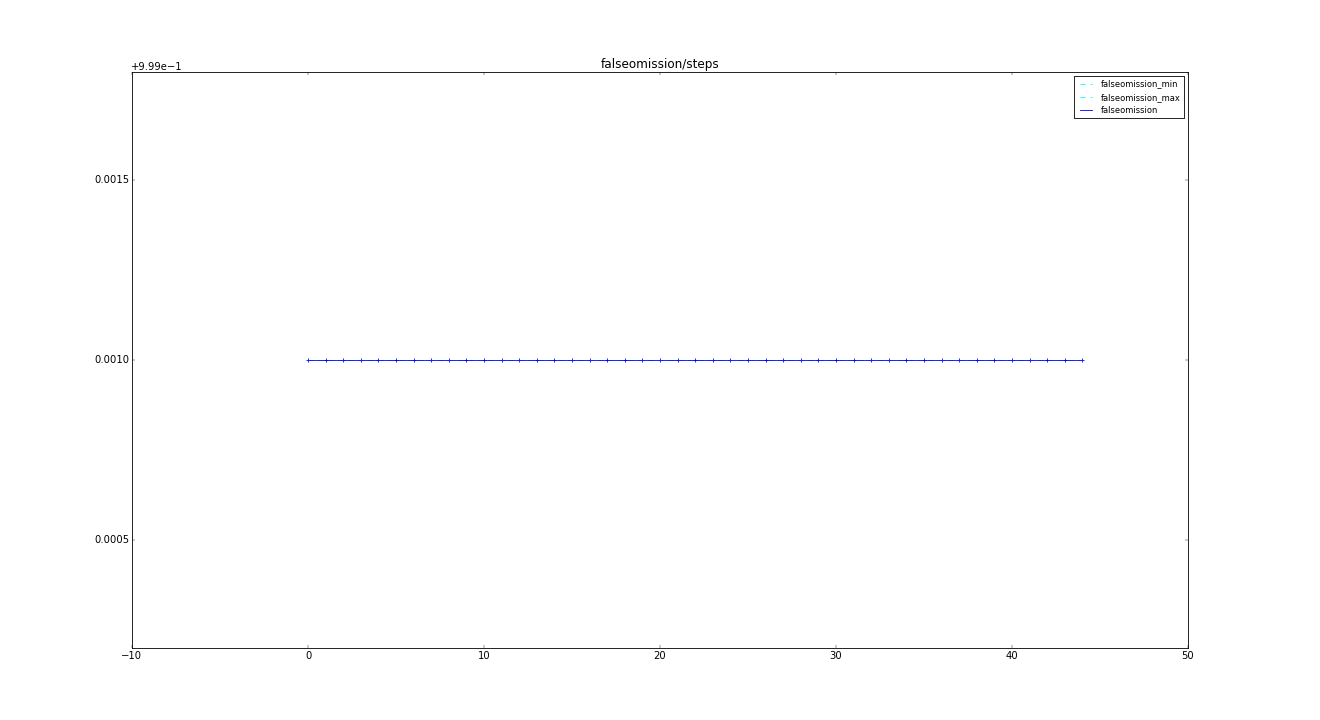 falseomission/steps
+9.99e−1
falseomission_min
falseomission_max
falseomission
0.0015
0.0010
0.0005
−10 0 10 20 30 40 50